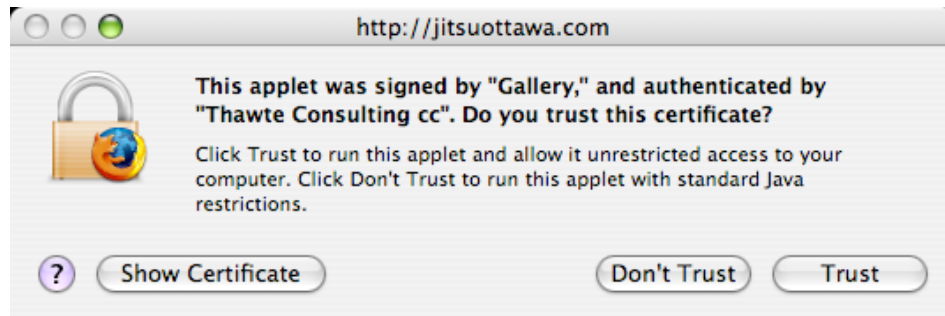 http://jitsuottawa.com
This applet was signed by "Gallery," and authenticated by
"Thawte Consulting cc". Do you trust this certificate?
Click Trust to run this applet and allow it unrestricted access to your
computer. Click Don't Trust to run this applet with standard Java
restrictions.
? Show Certificate Don't Trust Trust